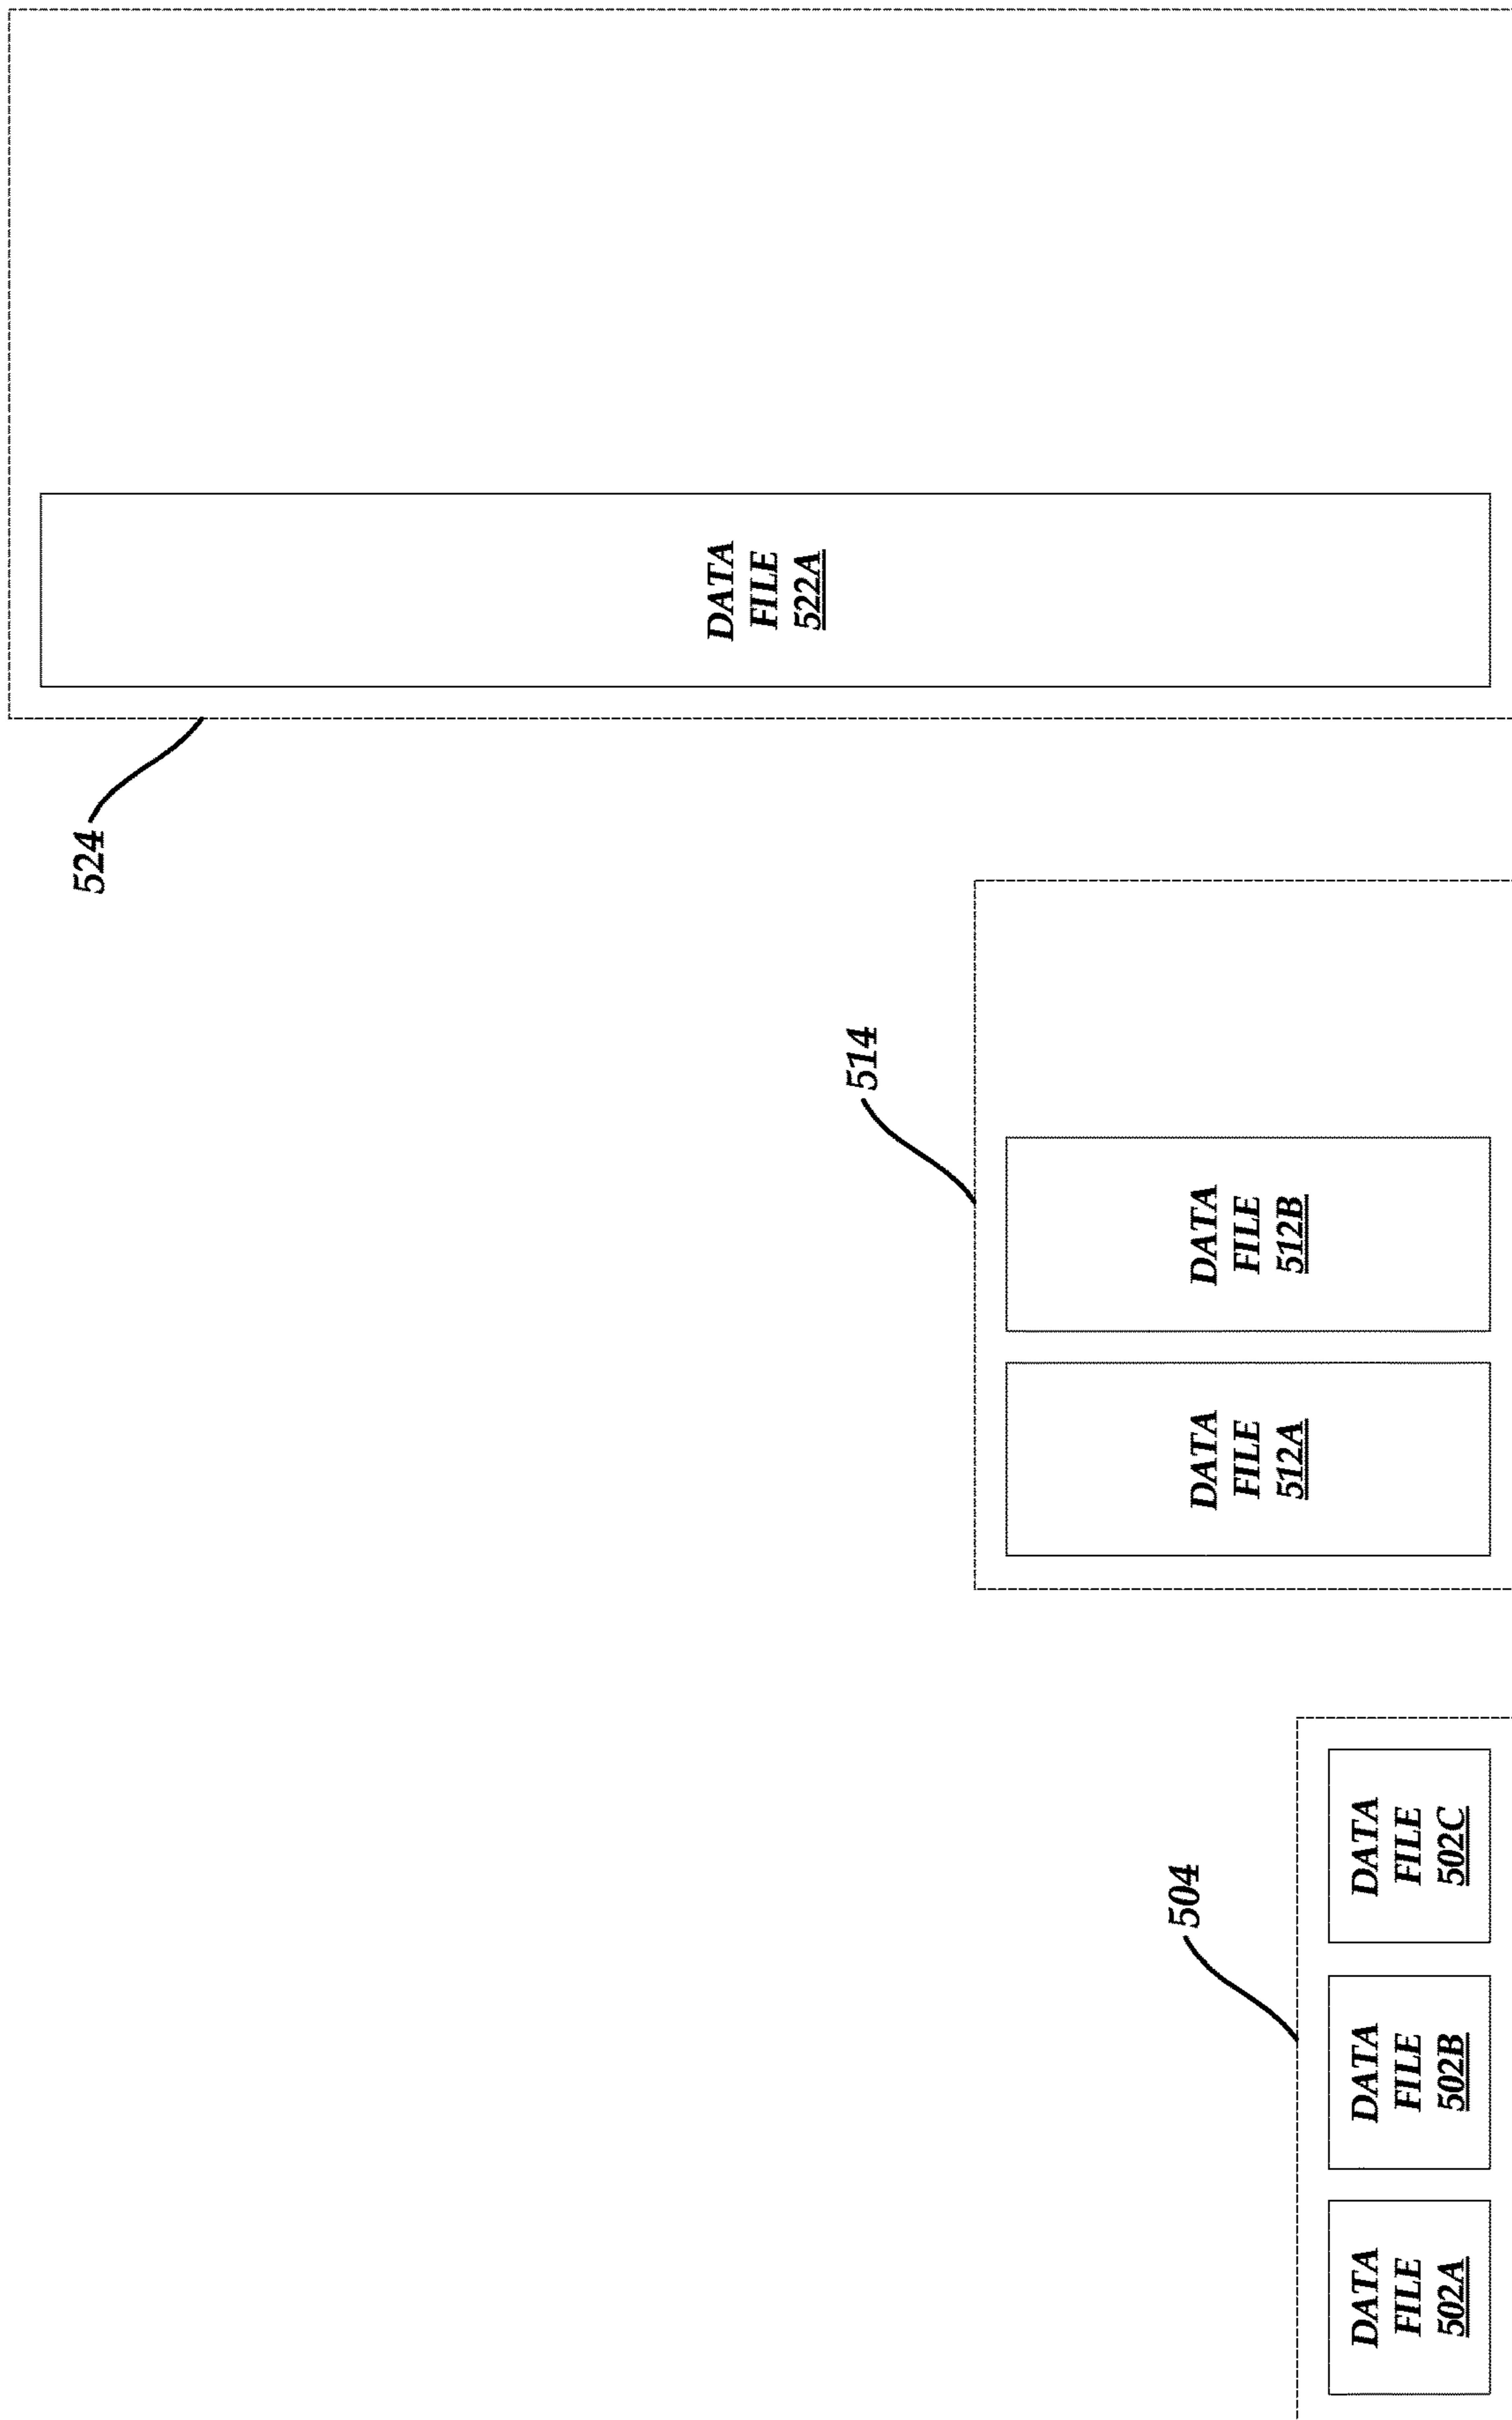 504
DATA
FILE
502A
DATA
FILE
502B
DATA
FILE
502C
514
DATA
FILE
512A
DATA
FILE
512B
524
DATA
FILE
522A